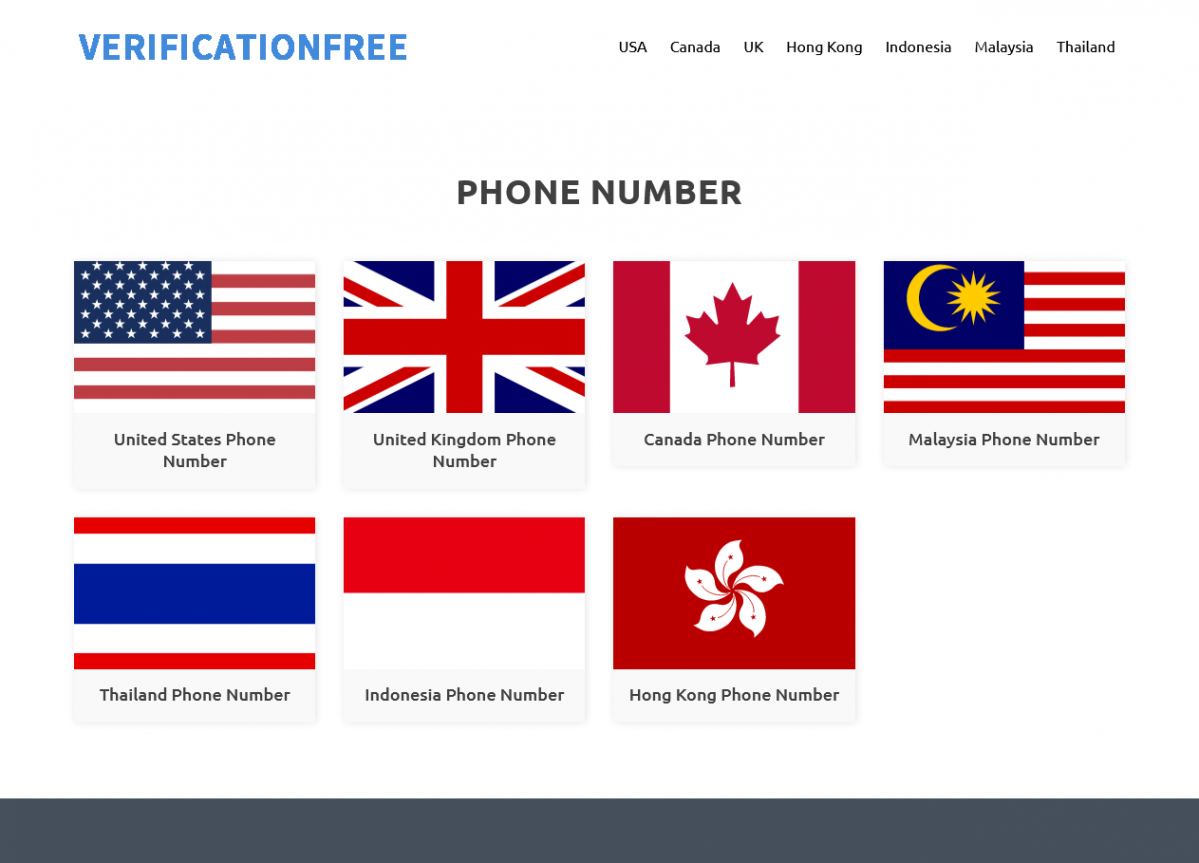 VERIFICATIONFREE
USA Canada UK Hong Kong Indonesia Malaysia Thailand
PHONE NUMBER
United States Phone
Number
United Kingdom Phone
Number
Canada Phone Number
Malaysia Phone Number
Thailand Phone Number
Indonesia Phone Number
Hong Kong Phone Number